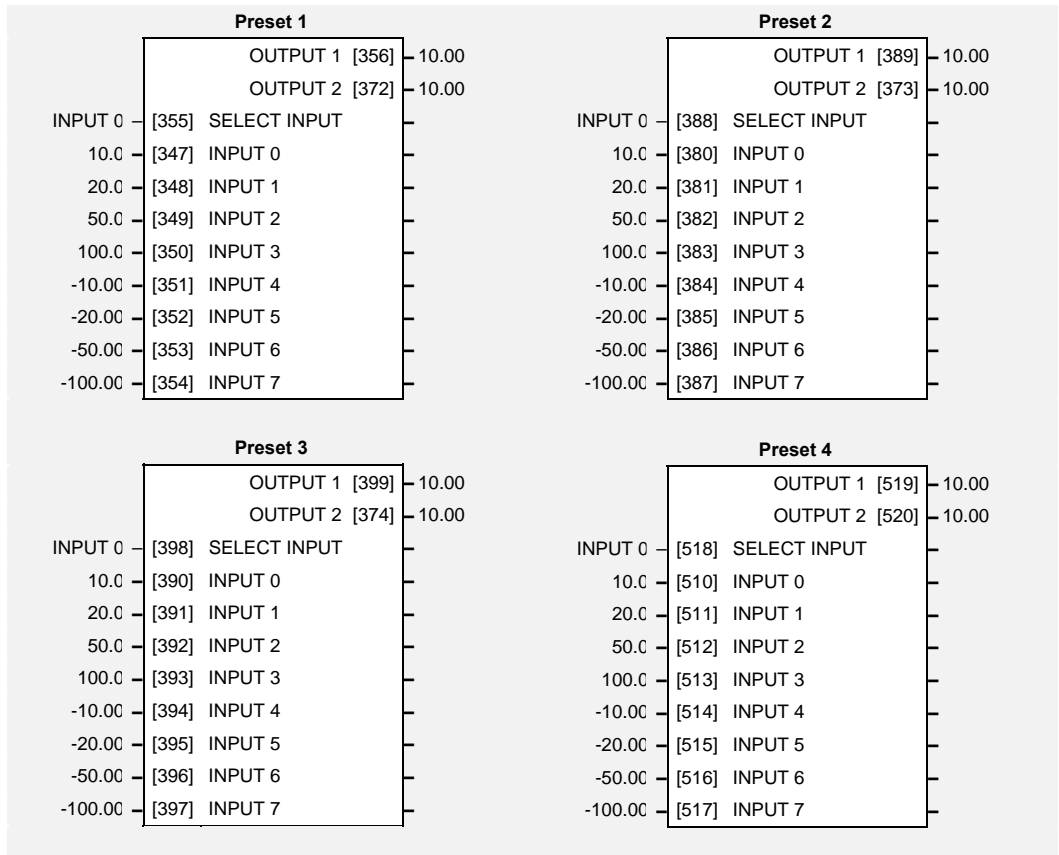 Preset 1
OUTPUT 1 [356] 10.00
OUTPUT 2 [372] 10.00
INPUT 0 [355] SELECT INPUT
10.0 [347] INPUT 0
20.0 [348] INPUT 1
50.0 [349] INPUT 2
100.0 [350] INPUT 3
-10.00 [351] INPUT 4
-20.00 [352] INPUT 5
-50.00 [353] INPUT 6
-100.00 [354] INPUT 7
Preset 2
OUTPUT 1 [389] 10.00
OUTPUT 2 [373] 10.00
INPUT 0 [388] SELECT INPUT
10.0 [380] INPUT 0
20.0 [381] INPUT 1
50.0 [382] INPUT 2
100.0 [383] INPUT 3
-10.00 [384] INPUT 4
-20.00 [385] INPUT 5
-50.00 [386] INPUT 6
-100.00 [387] INPUT 7
Preset 3
OUTPUT 1 [399] 10.00
OUTPUT 2 [374] 10.00
INPUT 0 [398] SELECT INPUT
10.0 [390] INPUT 0
20.0 [391] INPUT 1
50.0 [392] INPUT 2
100.0 [393] INPUT 3
-10.00 [394] INPUT 4
-20.00 [395] INPUT 5
-50.00 [396] INPUT 6
-100.00 [397] INPUT 7
Preset 4
OUTPUT 1 [519] 10.00
OUTPUT 2 [520] 10.00
INPUT 0 [518] SELECT INPUT
10.0 [510] INPUT 0
20.0 [511] INPUT 1
50.0 [512] INPUT 2
100.0 [513] INPUT 3
-10.00 [514] INPUT 4
-20.00 [515] INPUT 5
-50.00 [516] INPUT 6
-100.00 [517] INPUT 7